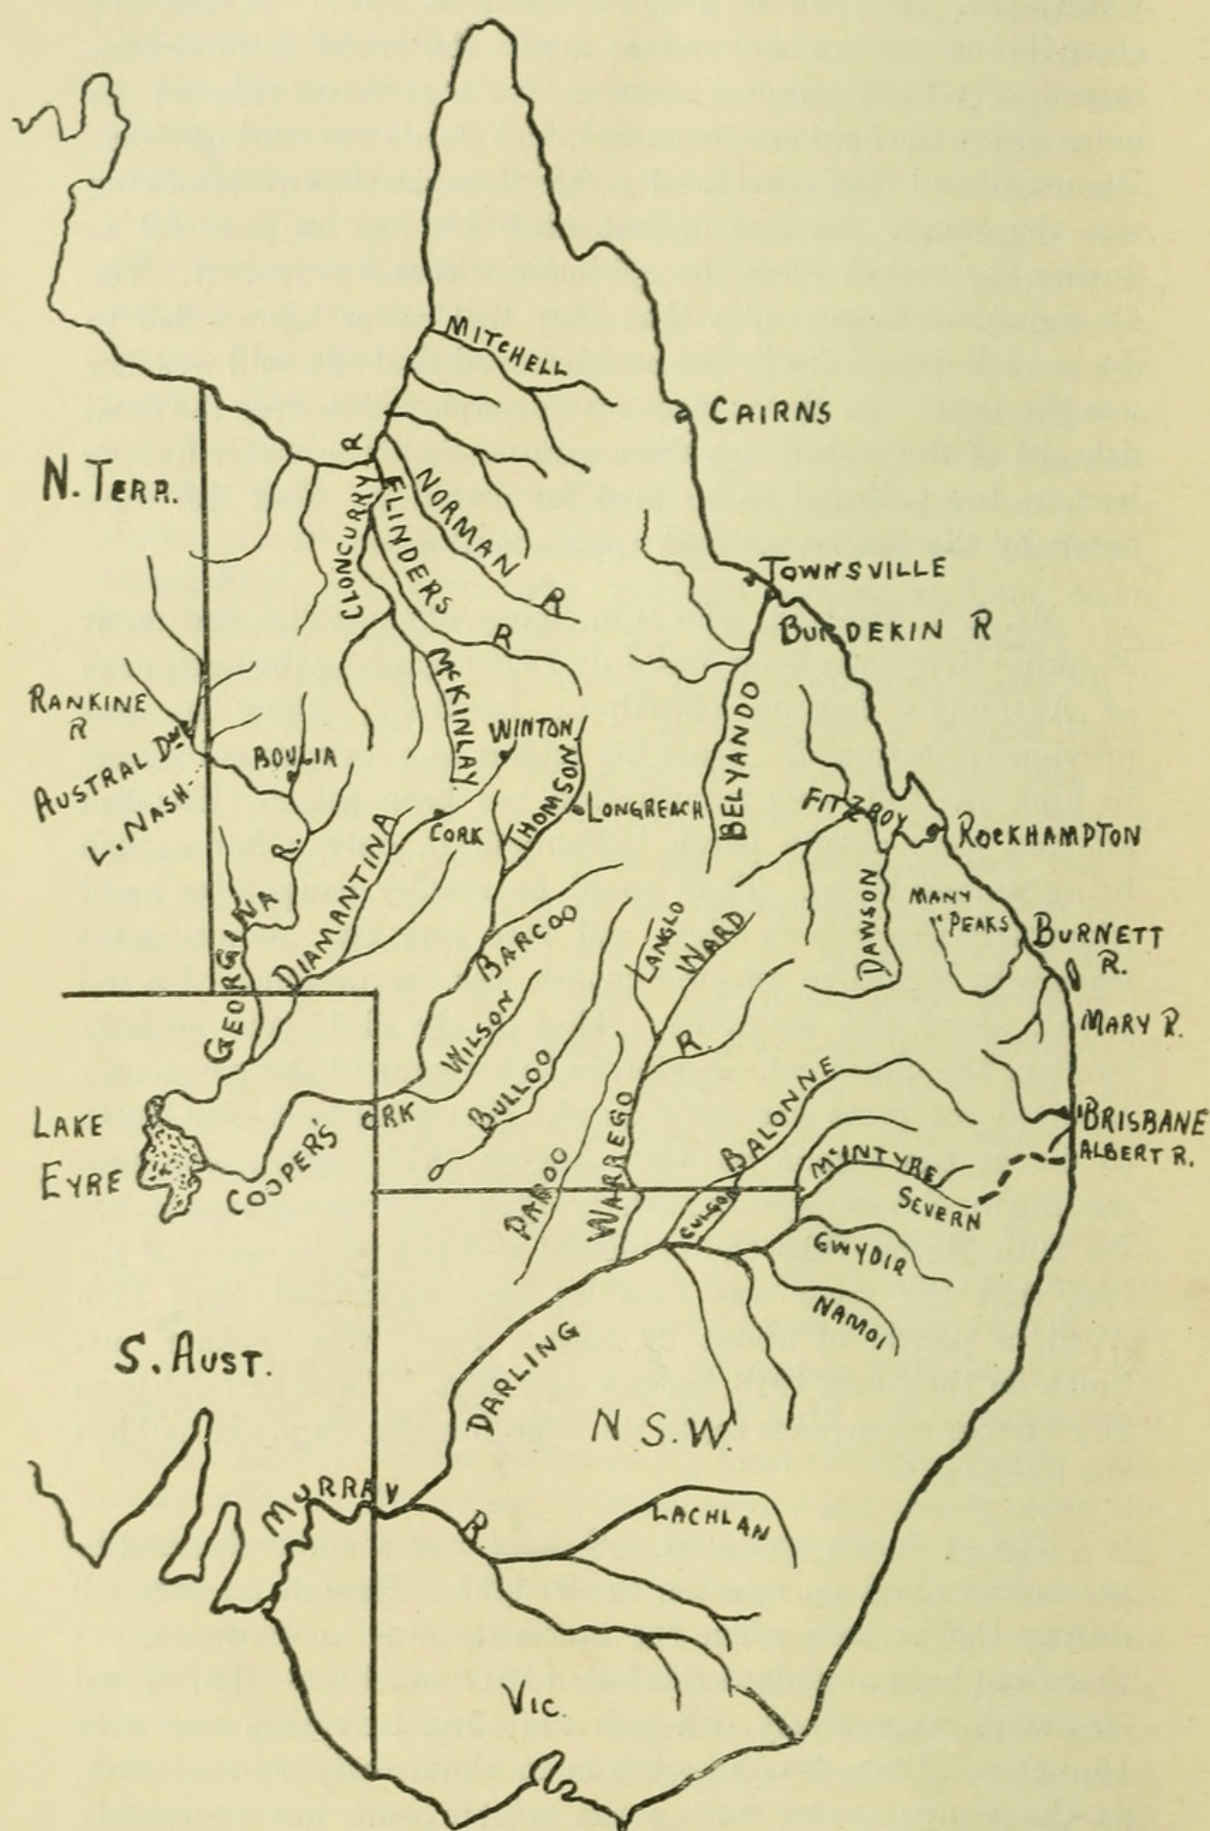 MITCHELL
CAIRNS
N. TERR.
CLONCURRY R
FLINDERS R
NORMAN R
TOWNSVILLE
BURDEKIN R
RANKINE
R
AUSTRAL DNS
L. NASH
BOULIA
McKINLAY
WINTON
THOMSON
LONGREACH
BELYANDO
CORK
FITZROY
ROCKHAMPTON
GEORGINA R.
DIAMANTINA
BARCOO
LANGLO
WARD
R.
DAWSON
MANY
PEAKS
BURNETT
R.
MARY R.
WILSON
BULLOO
LAKE
EYRE
COOPER'S CRK
PAROO
WARREGO
BALONNE
CULGOA
McINTYRE
SEVERN
BRISBANE
ALBERT R.
GWYDIR
NAMOI
S. AUST.
DARLING
N S.W.
MURRAY R.
LACHLAN
VIC.